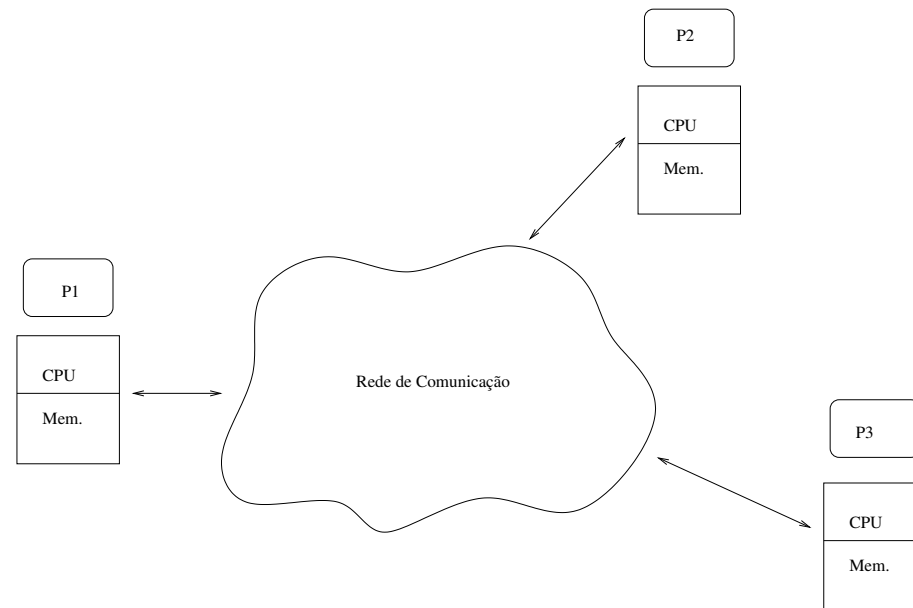 P2
CPU
Mem.
P1
CPU
Mem.
Rede de Comunicação
P3
CPU
Mem.